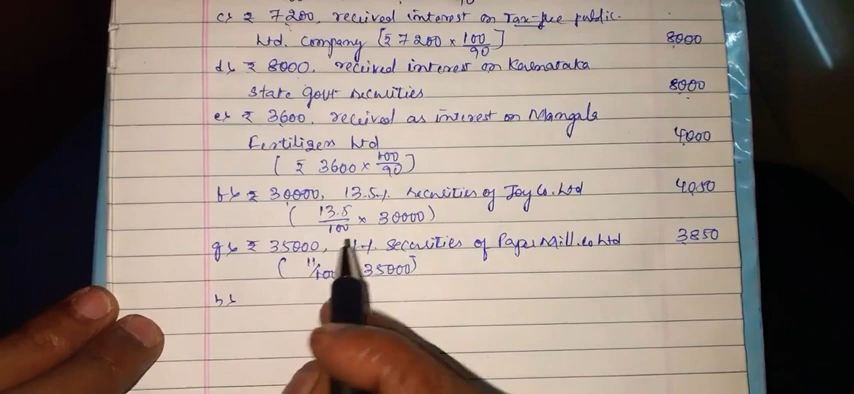 c) ₹ 7200, received interest on Tax-free public.
Ltd. Company [₹ 7200 × 100/90] 8000
d) ₹ 8000, received interest on Karnataka
State Govt securities 8000
e) ₹ 3600, received as interest on Mangala
Fertilizers Ltd 4000
( ₹ 3600 × 100/90 )
f) ₹ 30000, 13.5% securities of Joy Co. Ltd 4050
( 13.5/100 × 30000)
g) ₹ 35000, securities of Paper Mill.co Ltd 3850
( 11/100 35000)
h)